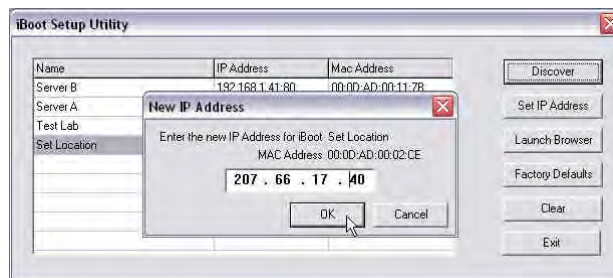 iBoot Setup Utility
Name IP Address Mac Address
Server B 192.168.1.41:80 00:0D:AD:00:11:7B
Server A
Test Lab
Set Location
New IP Address
Enter the new IP Address for iBoot Set Location
MAC Address 00:0D:AD:00:02:CE
207 . 66 . 17 . 40
OK Cancel
Discover
Set IP Address
Launch Browser
Factory Defaults
Clear
Exit